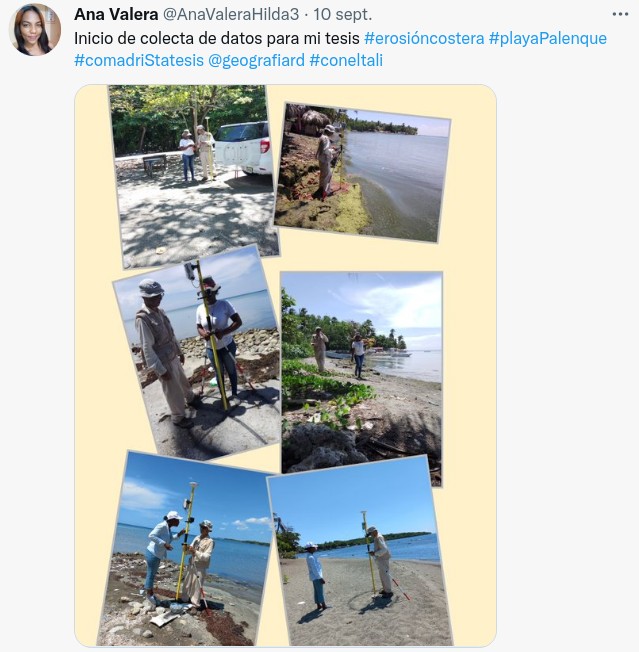 Ana Valera @AnaValeraHilda3 · 10 sept.
Inicio de colecta de datos para mi tesis #erosióncostera #playaPalenque
#comadriStatesis @geografiard #coneltali